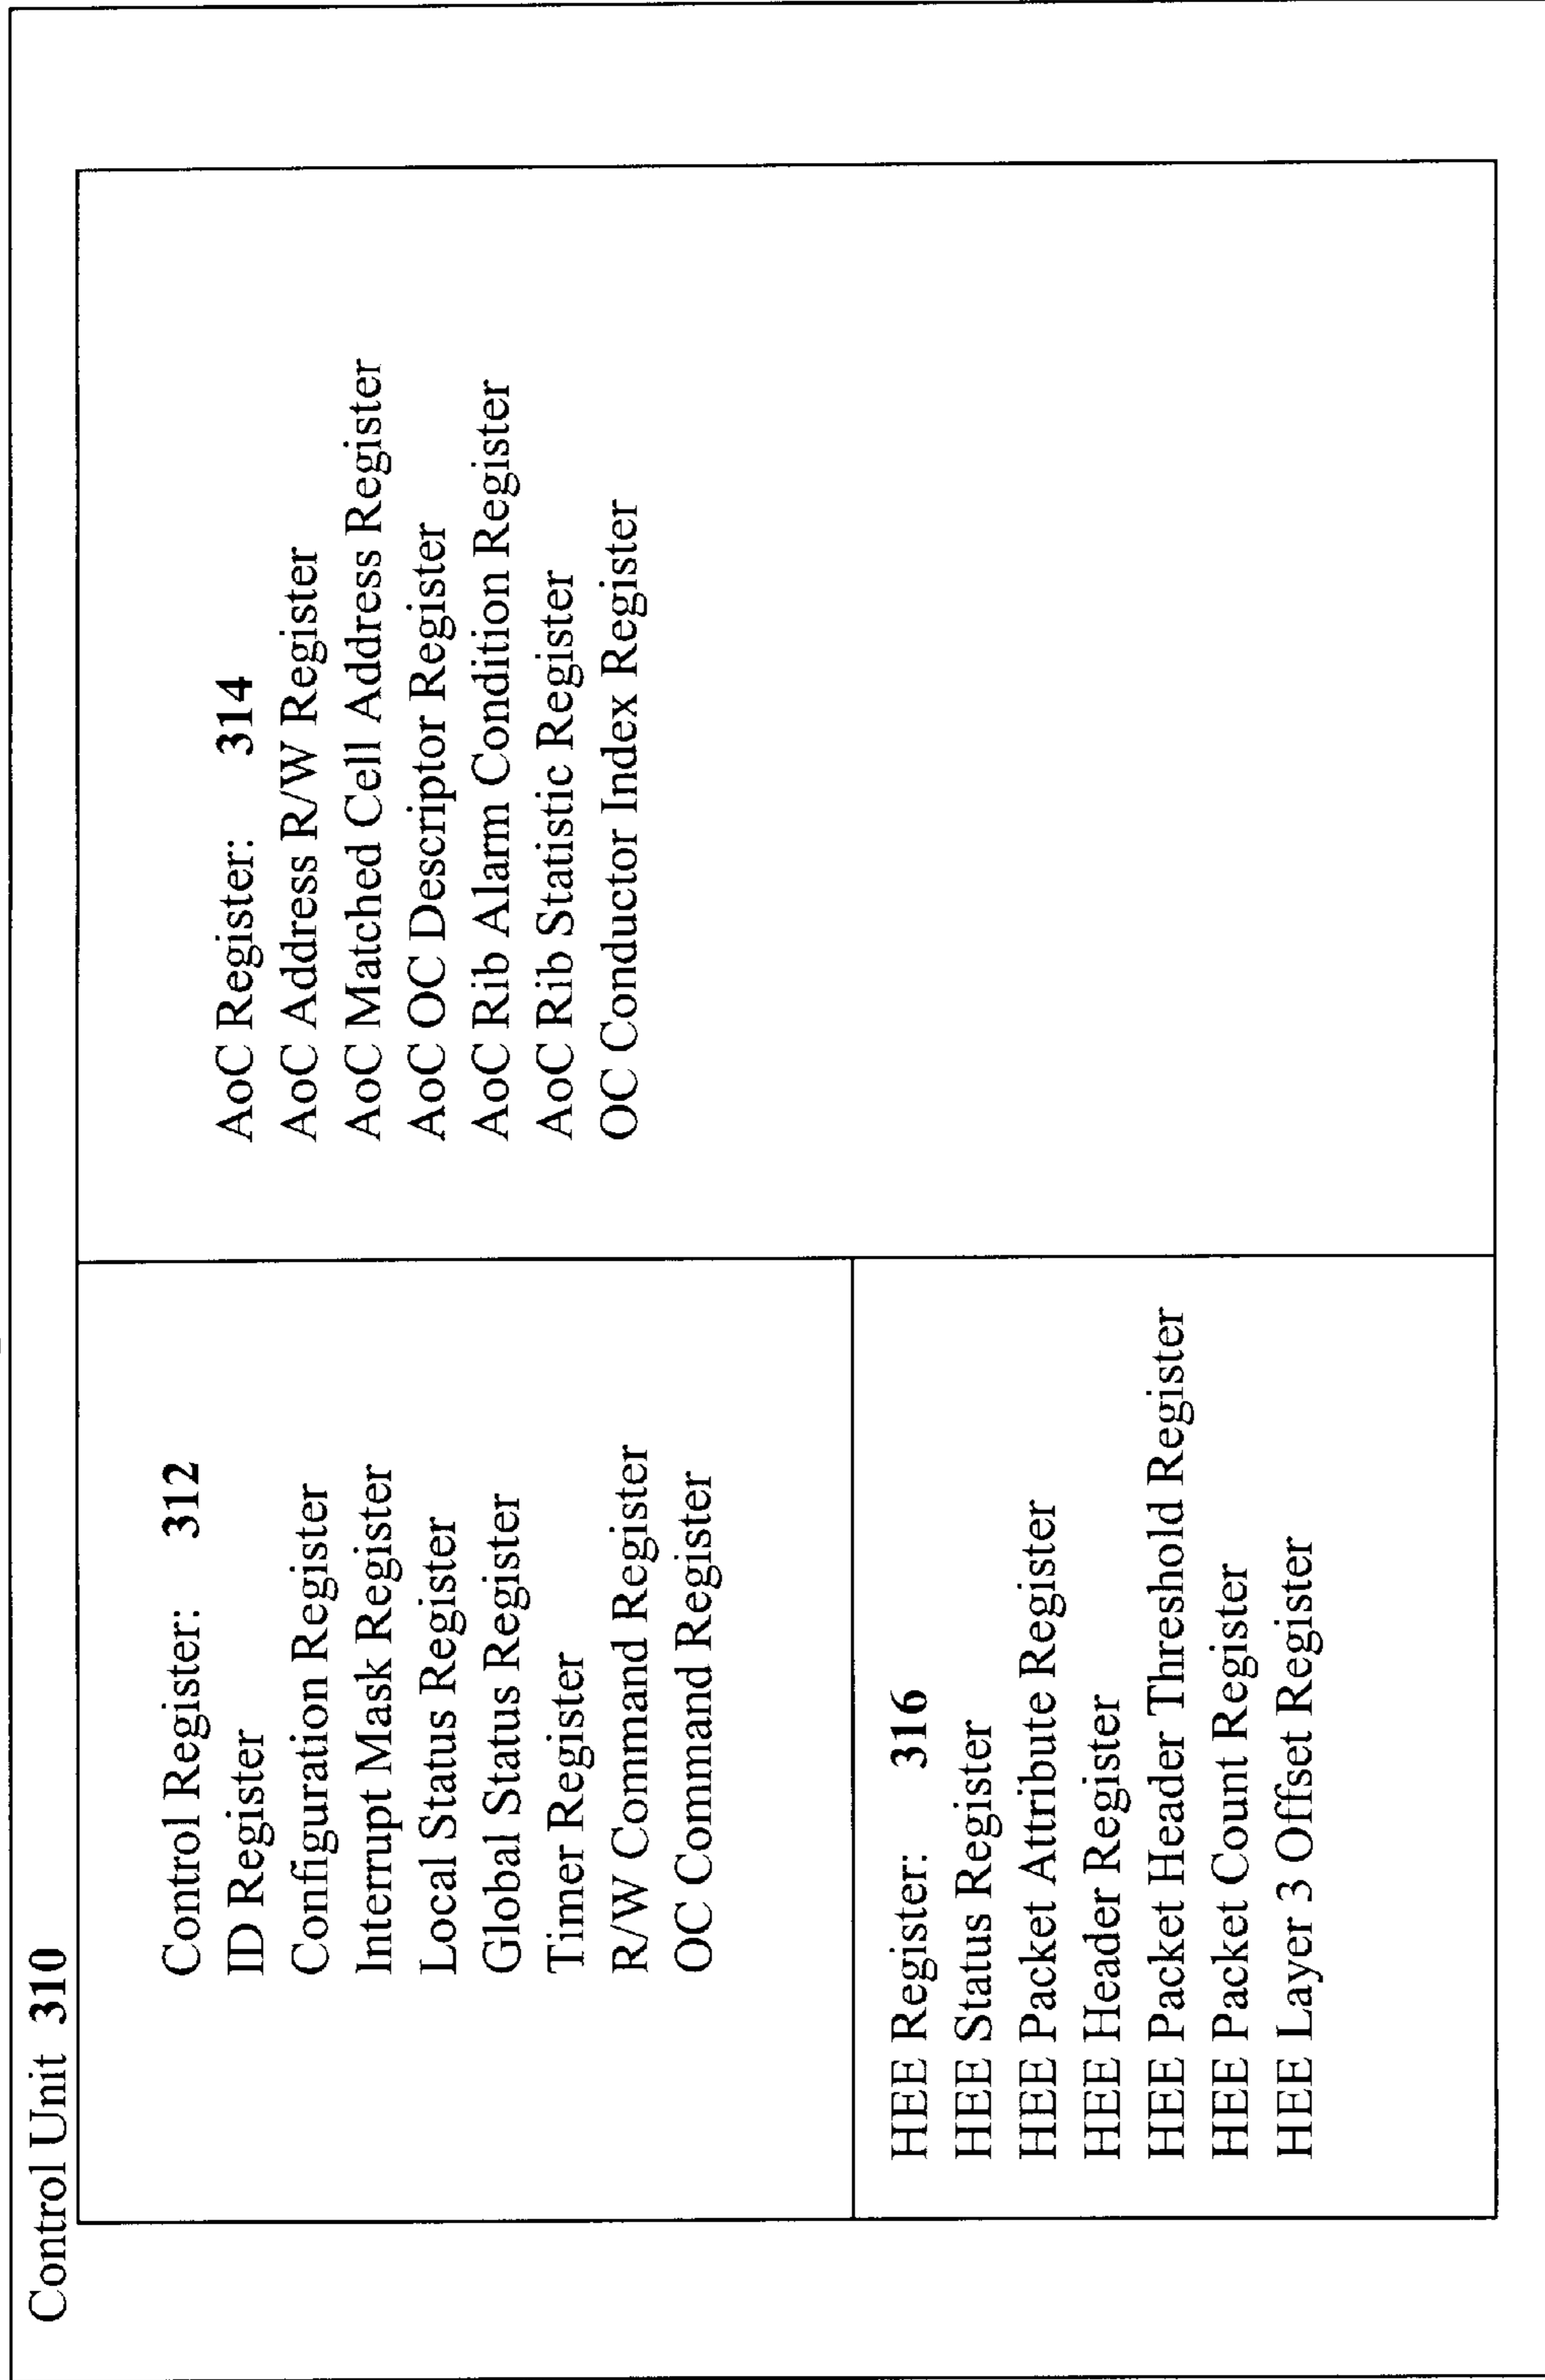 Control Unit 310
Control Register: 312
ID Register
Configuration Register
Interrupt Mask Register
Local Status Register
Global Status Register
Timer Register
R/W Command Register
OC Command Register
HEE Register: 316
HEE Status Register
HEE Packet Attribute Register
HEE Header Register
HEE Packet Header Threshold Register
HEE Packet Count Register
HEE Layer 3 Offset Register
AoC Register: 314
AoC Address R/W Register
AoC Matched Cell Address Register
AoC OC Descriptor Register
AoC Rib Alarm Condition Register
AoC Rib Statistic Register
OC Conductor Index Register